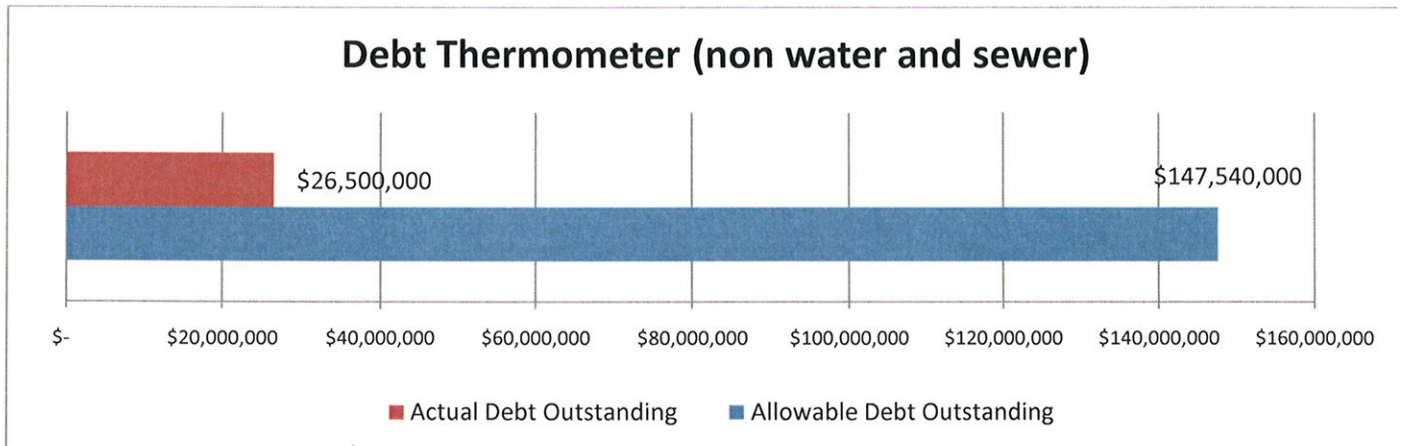 Debt Thermometer (non water and sewer)
$26,500,000
$147,540,000
$- $20,000,000 $40,000,000 $60,000,000 $80,000,000 $100,000,000 $120,000,000 $140,000,000 $160,000,000
Actual Debt Outstanding Allowable Debt Outstanding